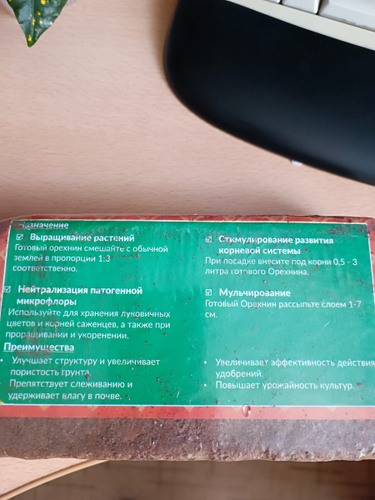 значение
Выращивание растений
Готовый орехнин смешайте с обычной
землей в пропорции 1:3
соответственно.
Нейтрализация патогенной
микрофлоры
Используйте для хранения луковичных
цветов и корней саженцев, а также при
проращивании и укоренении.
Стимулирование развития
корневой системы
При посадке внесите под корни 0,5 - 3
литра готового Орехнина.
Мульчирование
Готовый Орехнин рассыпьте слоем 1-7
см.
Преимущества
• Улучшает структуру и увеличивает
пористость грунта
Препятствует слеживанию и
удерживает влагу в почве.
• Увеличивает эффективность действия
удобрений.
• Повышает урожайность культур